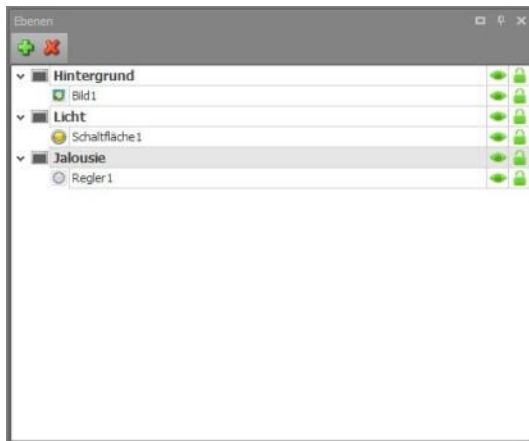 Ebenen
Hintergrund
Bild1
Licht
Schaltfläche1
Jalousie
Regler1